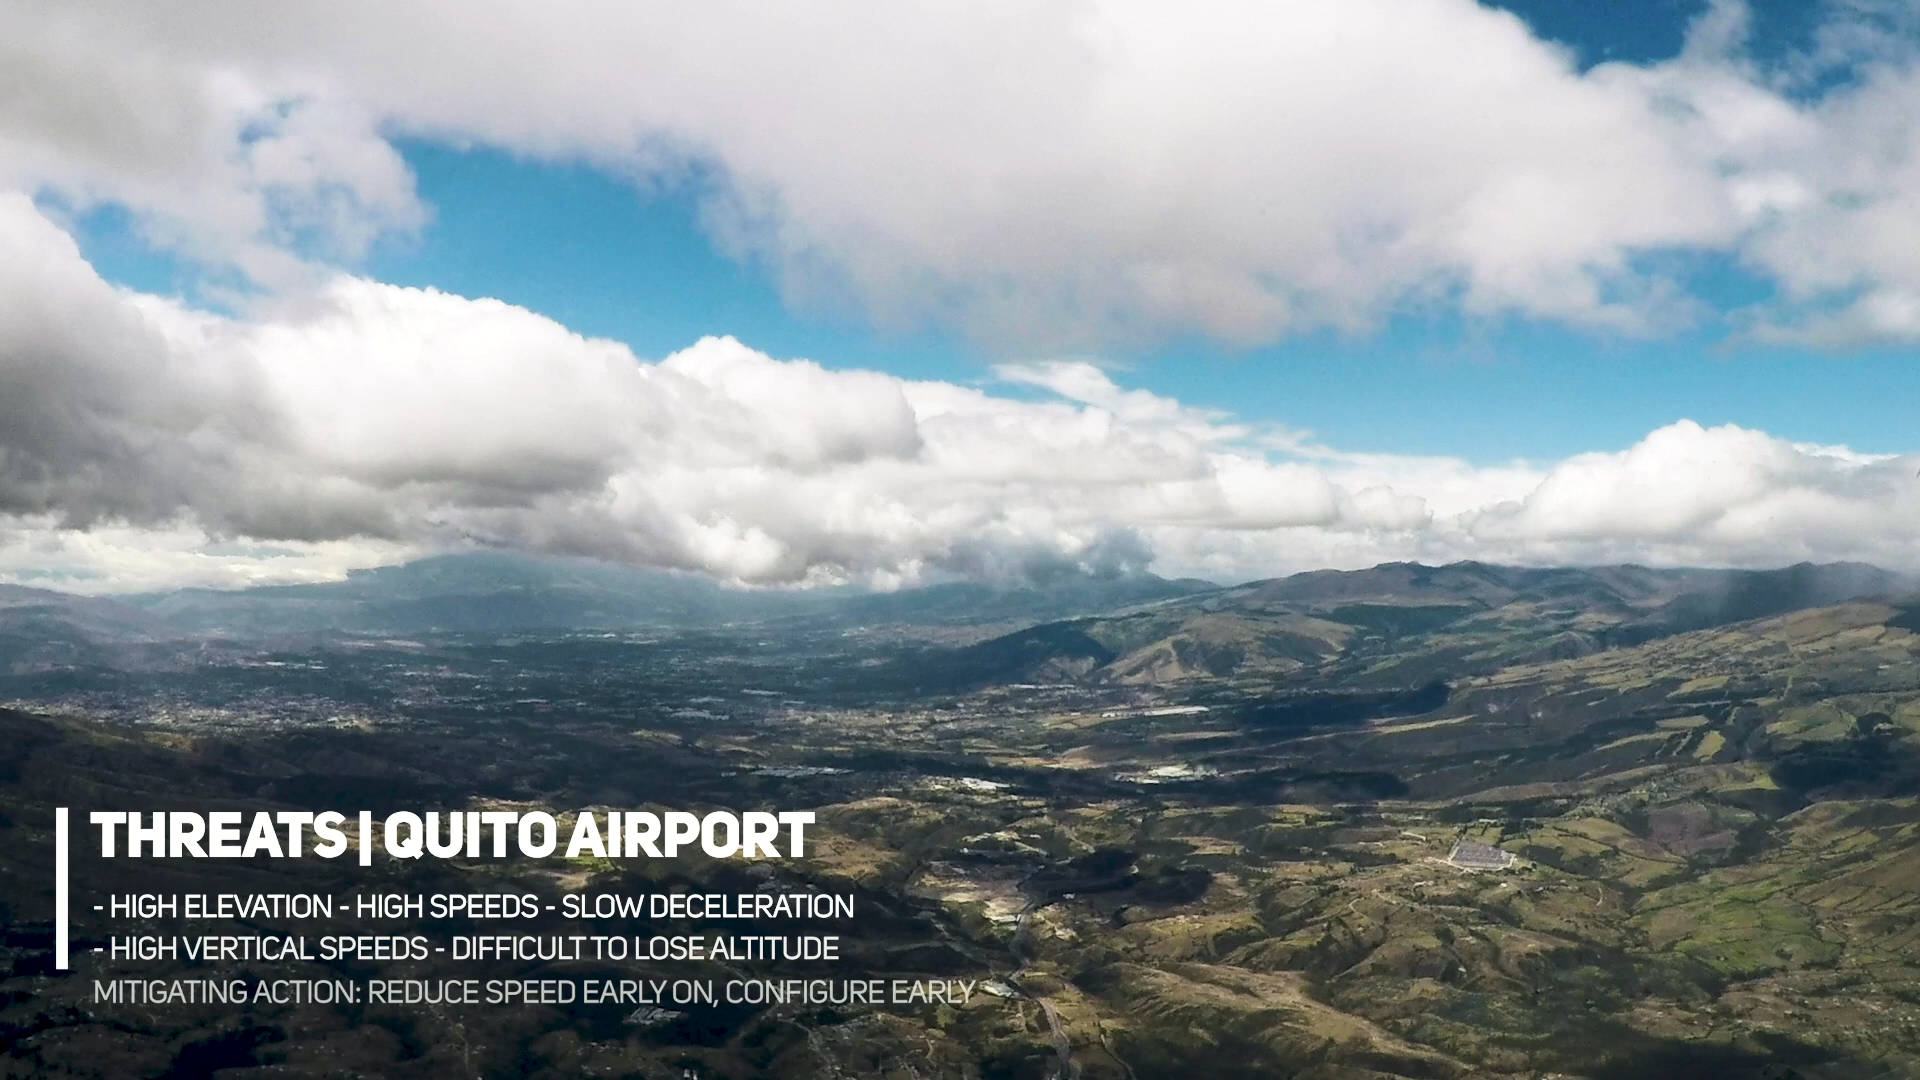 THREATS | QUITO AIRPORT
- HIGH ELEVATION - HIGH SPEEDS - SLOW DECELERATION
- HIGH VERTICAL SPEEDS - DIFFICULT TO LOSE ALTITUDE
MITIGATING ACTION: REDUCE SPEED EARLY ON, CONFIGURE EARLY